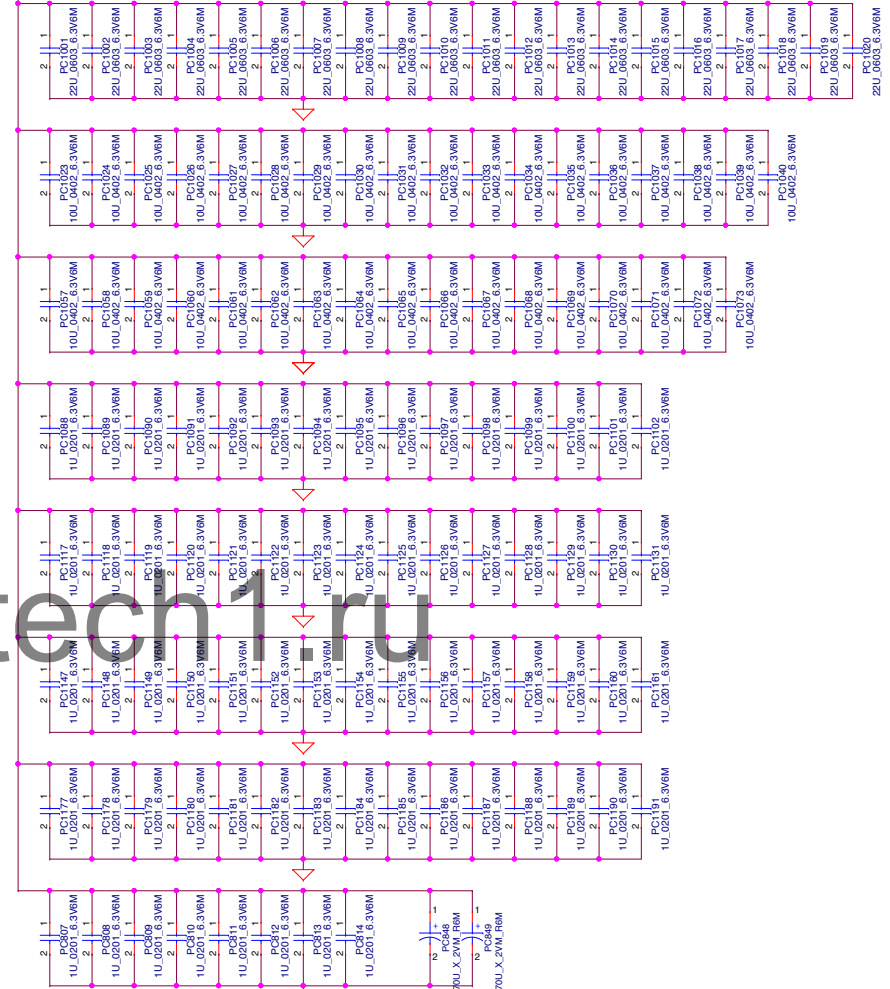 PC1001
22U_0603_6.3V6M
PC1002
22U_0603_6.3V6M
PC1003
22U_0603_6.3V6M
PC1004
22U_0603_6.3V6M
PC1005
22U_0603_6.3V6M
PC1006
22U_0603_6.3V6M
PC1007
22U_0603_6.3V6M
PC1008
22U_0603_6.3V6M
PC1009
22U_0603_6.3V6M
PC1010
22U_0603_6.3V6M
PC1011
22U_0603_6.3V6M
PC1012
22U_0603_6.3V6M
PC1013
22U_0603_6.3V6M
PC1014
22U_0603_6.3V6M
PC1015
22U_0603_6.3V6M
PC1016
22U_0603_6.3V6M
PC1017
22U_0603_6.3V6M
PC1018
22U_0603_6.3V6M
PC1019
22U_0603_6.3V6M
PC1020
22U_0603_6.3V6M
PC1023
10U_0402_6.3V6M
PC1024
10U_0402_6.3V6M
PC1025
10U_0402_6.3V6M
PC1026
10U_0402_6.3V6M
PC1027
10U_0402_6.3V6M
PC1028
10U_0402_6.3V6M
PC1029
10U_0402_6.3V6M
PC1030
10U_0402_6.3V6M
PC1031
10U_0402_6.3V6M
PC1032
10U_0402_6.3V6M
PC1033
10U_0402_6.3V6M
PC1034
10U_0402_6.3V6M
PC1035
10U_0402_6.3V6M
PC1036
10U_0402_6.3V6M
PC1037
10U_0402_6.3V6M
PC1038
10U_0402_6.3V6M
PC1039
10U_0402_6.3V6M
PC1040
10U_0402_6.3V6M
PC1057
10U_0402_6.3V6M
PC1058
10U_0402_6.3V6M
PC1059
10U_0402_6.3V6M
PC1060
10U_0402_6.3V6M
PC1061
10U_0402_6.3V6M
PC1062
10U_0402_6.3V6M
PC1063
10U_0402_6.3V6M
PC1064
10U_0402_6.3V6M
PC1065
10U_0402_6.3V6M
PC1066
10U_0402_6.3V6M
PC1067
10U_0402_6.3V6M
PC1068
10U_0402_6.3V6M
PC1069
10U_0402_6.3V6M
PC1070
10U_0402_6.3V6M
PC1071
10U_0402_6.3V6M
PC1072
10U_0402_6.3V6M
PC1073
10U_0402_6.3V6M
PC1088
1U_0201_6.3V6M
PC1089
1U_0201_6.3V6M
PC1090
1U_0201_6.3V6M
PC1091
1U_0201_6.3V6M
PC1092
1U_0201_6.3V6M
PC1093
1U_0201_6.3V6M
PC1094
1U_0201_6.3V6M
PC1095
1U_0201_6.3V6M
PC1096
1U_0201_6.3V6M
PC1097
1U_0201_6.3V6M
PC1098
1U_0201_6.3V6M
PC1099
1U_0201_6.3V6M
PC1100
1U_0201_6.3V6M
PC1101
1U_0201_6.3V6M
PC1102
1U_0201_6.3V6M
PC1117
1U_0201_6.3V6M
PC1118
1U_0201_6.3V6M
PC1119
1U_0201_6.3V6M
PC1120
1U_0201_6.3V6M
PC1121
1U_0201_6.3V6M
PC1122
1U_0201_6.3V6M
PC1123
1U_0201_6.3V6M
PC1124
1U_0201_6.3V6M
PC1125
1U_0201_6.3V6M
PC1126
1U_0201_6.3V6M
PC1127
1U_0201_6.3V6M
PC1128
1U_0201_6.3V6M
PC1129
1U_0201_6.3V6M
PC1130
1U_0201_6.3V6M
PC1131
1U_0201_6.3V6M
tech1.ru
PC1147
1U_0201_6.3V6M
PC1148
1U_0201_6.3V6M
PC1149
1U_0201_6.3V6M
PC1150
1U_0201_6.3V6M
PC1151
1U_0201_6.3V6M
PC1152
1U_0201_6.3V6M
PC1153
1U_0201_6.3V6M
PC1154
1U_0201_6.3V6M
PC1155
1U_0201_6.3V6M
PC1156
1U_0201_6.3V6M
PC1157
1U_0201_6.3V6M
PC1158
1U_0201_6.3V6M
PC1159
1U_0201_6.3V6M
PC1160
1U_0201_6.3V6M
PC1161
1U_0201_6.3V6M
PC1177
1U_0201_6.3V6M
PC1178
1U_0201_6.3V6M
PC1179
1U_0201_6.3V6M
PC1180
1U_0201_6.3V6M
PC1181
1U_0201_6.3V6M
PC1182
1U_0201_6.3V6M
PC1183
1U_0201_6.3V6M
PC1184
1U_0201_6.3V6M
PC1185
1U_0201_6.3V6M
PC1186
1U_0201_6.3V6M
PC1187
1U_0201_6.3V6M
PC1188
1U_0201_6.3V6M
PC1189
1U_0201_6.3V6M
PC1190
1U_0201_6.3V6M
PC1191
1U_0201_6.3V6M
PC807
1U_0201_6.3V6M
PC808
1U_0201_6.3V6M
PC809
1U_0201_6.3V6M
PC810
1U_0201_6.3V6M
PC811
1U_0201_6.3V6M
PC812
1U_0201_6.3V6M
PC813
1U_0201_6.3V6M
PC814
1U_0201_6.3V6M
PC848
70U_X_2VM_R6M
PC849
70U_X_2VM_R6M